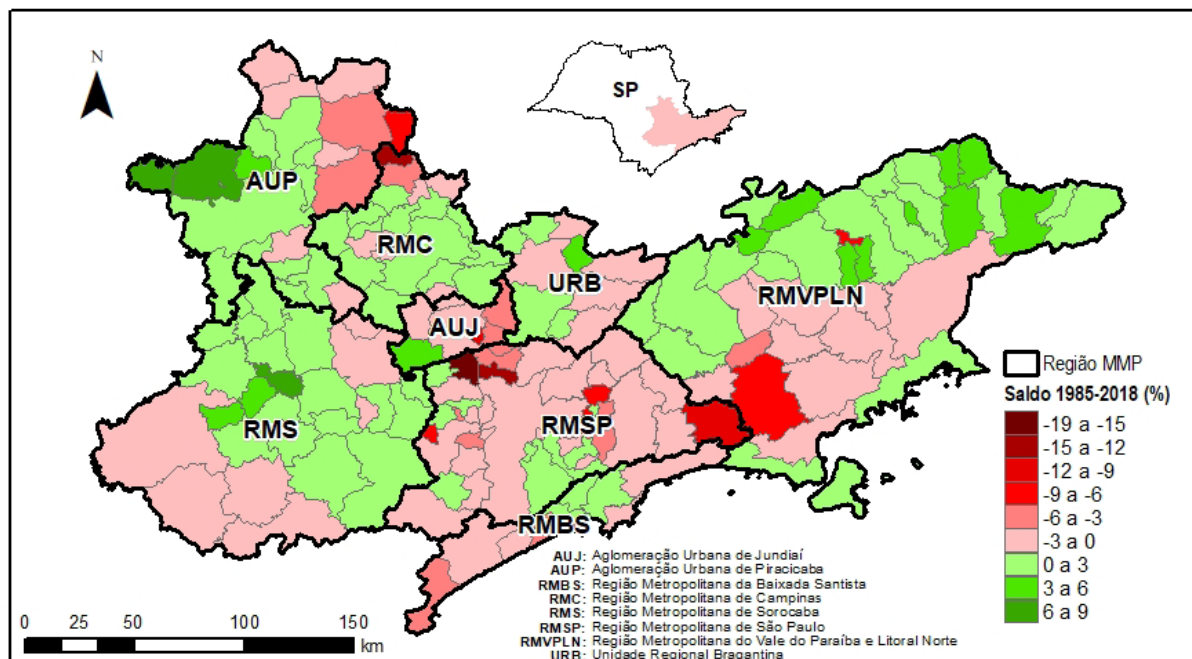 N
SP
AUP
RMC
URB
AUJ
RMVPLN
RMS
RMSP
RMBS
Região MMP
Saldo 1985-2018 (%)
-19 a -15
-15 a -12
-12 a -9
-9 a -6
-6 a -3
-3 a 0
0 a 3
3 a 6
6 a 9
AUJ: Aglomeração Urbana de Jundiaí
AUP: Aglomeração Urbana de Piracicaba
RMBS: Região Metropolitana da Baixada Santista
RMC: Região Metropolitana de Campinas
RMS: Região Metropolitana de Sorocaba
RMSP: Região Metropolitana de São Paulo
RMVPLN: Região Metropolitana do Vale do Paraíba e Litoral Norte
URB: Unidade Regional Bragantina
0 25 50 100 150
km